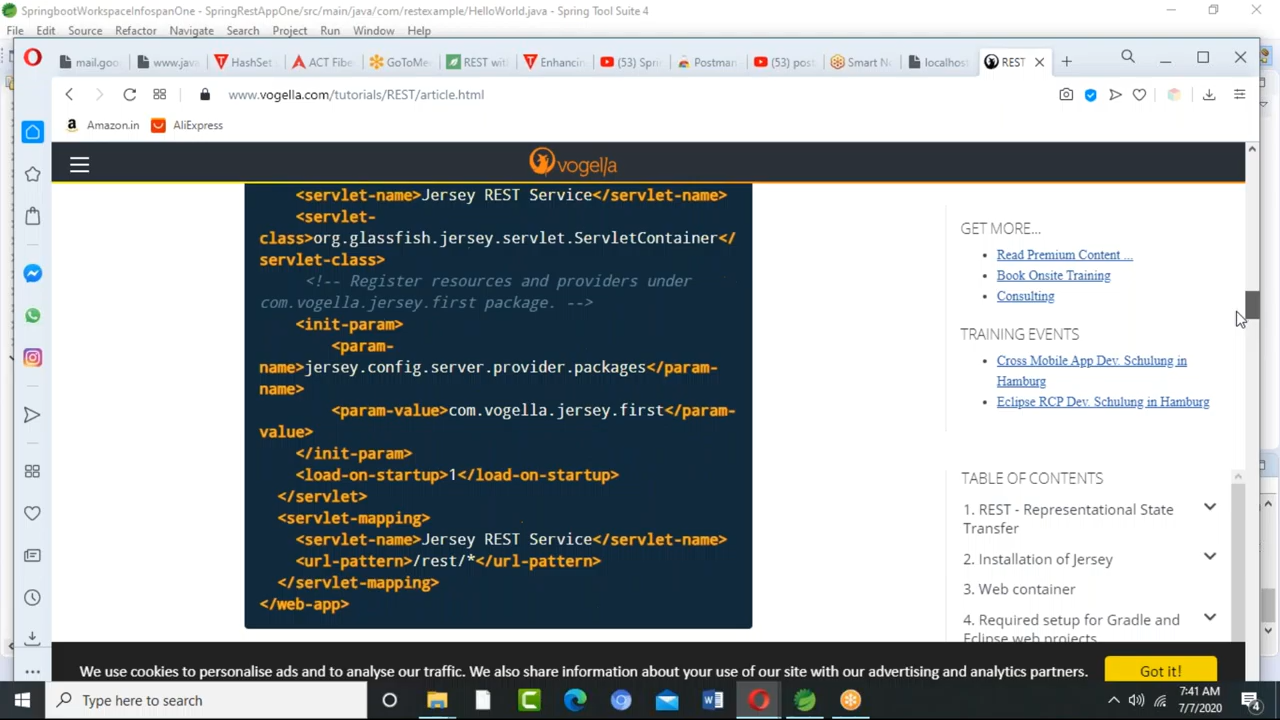 SpringbootWorkspaceInfospanOne - SpringRestAppOne/src/main/java/com/restexample/HelloWorld.java - Spring Tool Suite 4
File Edit Source Refactor Navigate Search Project Run Window Help
mail.goo www.java HashSet ACT Fibe GoToMe REST wit Enhancin (53) Spri Postman (53) post Smart N localhos REST
www.vogella.com/tutorials/REST/article.html
Amazon.in AliExpress
vogella
<servlet-name>Jersey REST Service</servlet-name>
<servlet-
class>org.glassfish.jersey.servlet.ServletContainer</
servlet-class>
<!-- Register resources and providers under
com.vogella.jersey.first package. -->
<init-param>
<param-
name>jersey.config.server.provider.packages</param-
name>
<param-value>com.vogella.jersey.first</param-
value>
</init-param>
<load-on-startup>1</load-on-startup>
</servlet>
<servlet-mapping>
<servlet-name>Jersey REST Service</servlet-name>
<url-pattern>/rest/*</url-pattern>
</servlet-mapping>
</web-app>
GET MORE...
Read Premium Content ...
Book Onsite Training
Consulting
TRAINING EVENTS
Cross Mobile App Dev. Schulung in
Hamburg
Eclipse RCP Dev. Schulung in Hamburg
TABLE OF CONTENTS
1. REST - Representational State
Transfer
2. Installation of Jersey
3. Web container
4. Required setup for Gradle and
Eclipse web projects
We use cookies to personalise ads and to analyse our traffic. We also share information about your use of our site with our advertising and analytics partners. Got it!
Type here to search
7:41 AM
7/7/2020
4